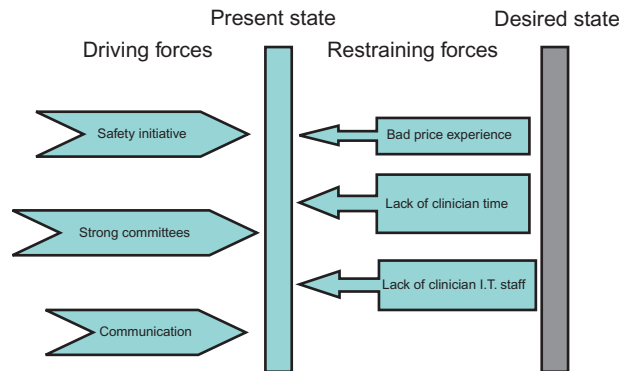 Present state
Desired state
Driving forces
Restraining forces
Safety initiative
Bad price experience
Lack of clinician time
Strong committees
Lack of clinician I.T. staff
Communication